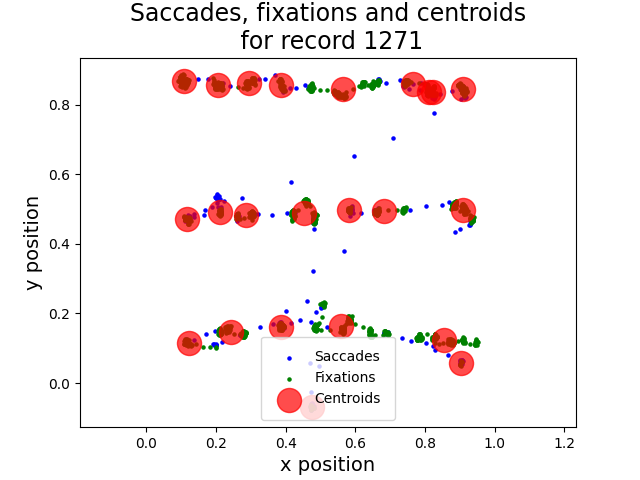 Saccades, fixations and centroids
for record 1271
y position
0.8
0.6
0.4
0.2
0.0
Saccades
Fixations
Centroids
0.0 0.2 0.4 0.6 0.8 1.0 1.2
x position